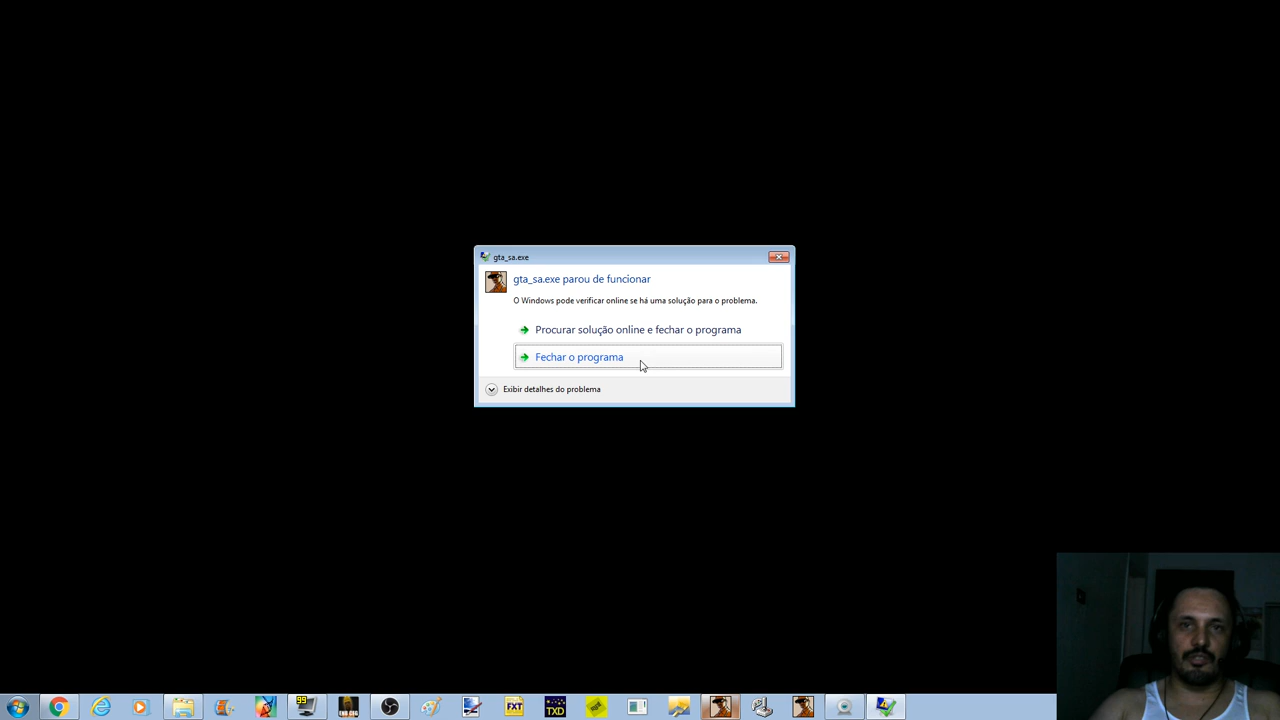 gta_sa.exe
gta_sa.exe parou de funcionar
O Windows pode verificar online se há uma solução para o problema.
Procurar solução online e fechar o programa
Fechar o programa
Exibir detalhes do problema
99
FXT
TXD